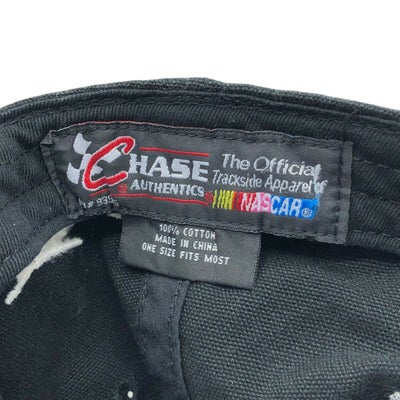 CHASE
AUTHENTICS®
The Official
Trackside Apparel of
NASCAR®
100% COTTON
MADE IN CHINA
ONE SIZE FITS MOST